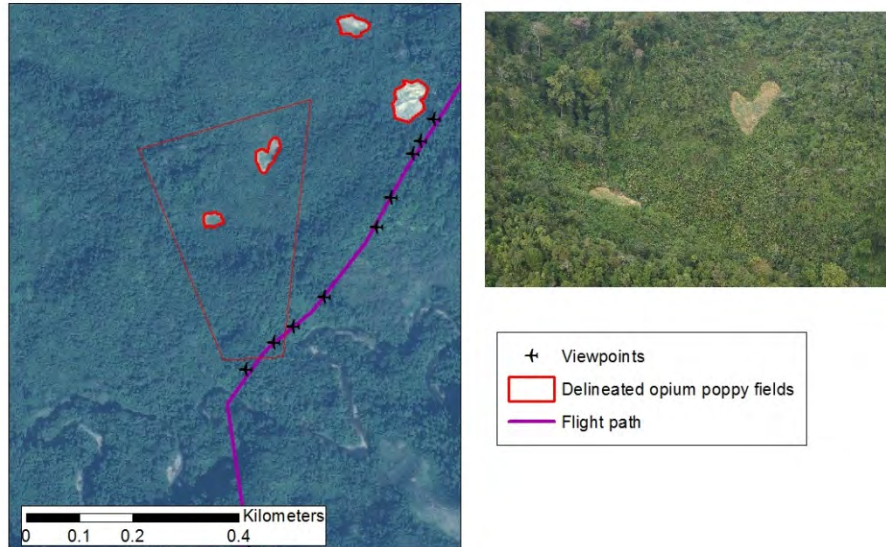 Viewpoints
Delineated opium poppy fields
Flight path
Kilometers
0 0.1 0.2 0.4